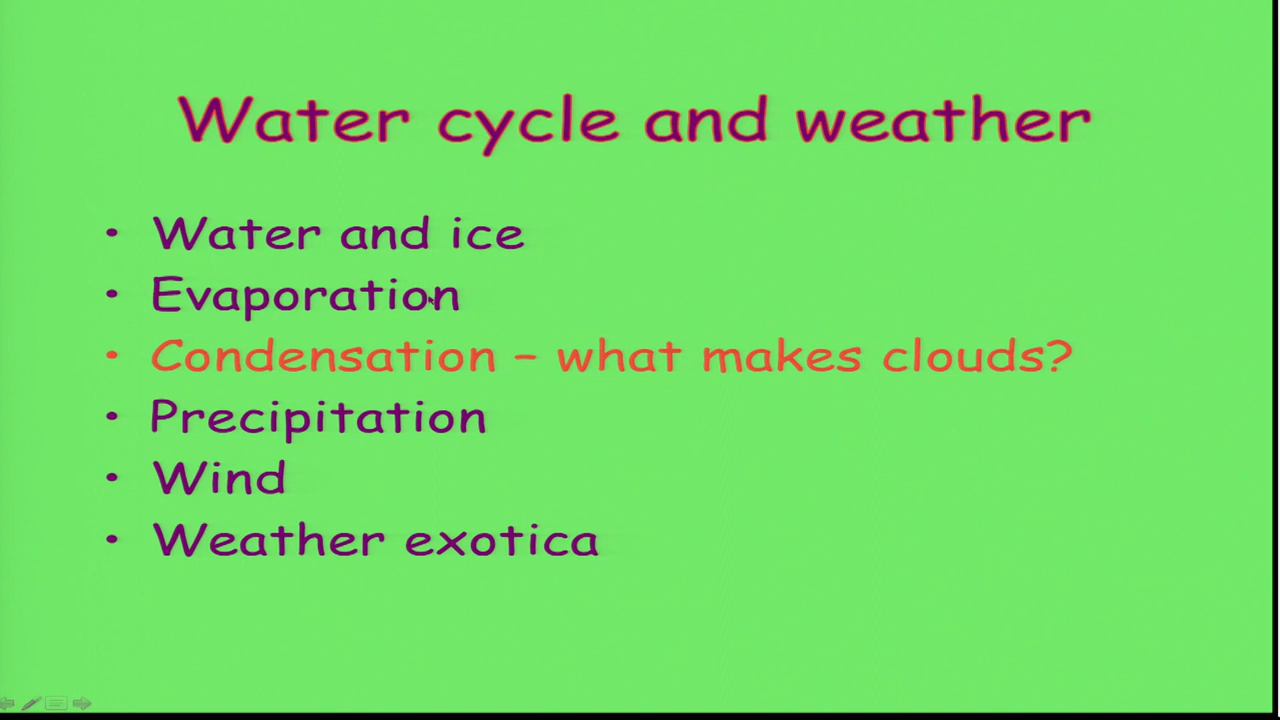 Water cycle and weather
• Water and ice
• Evaporation
• Condensation – what makes clouds?
• Precipitation
• Wind
• Weather exotica